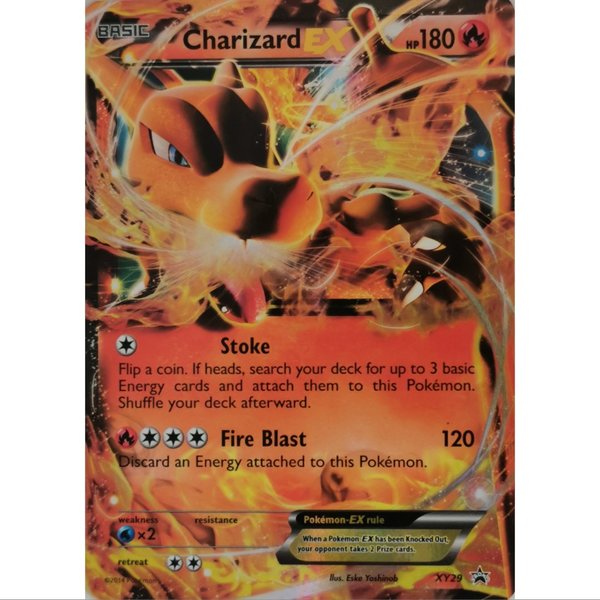 BASIC
Charizard EX HP180
Stoke
Flip a coin. If heads, search your deck for up to 3 basic
Energy cards and attach them to this Pokémon.
Shuffle your deck afterward.
Fire Blast 120
Discard an Energy attached to this Pokémon.
weakness resistance
×2
Pokémon-EX rule
When a Pokémon-EX has been Knocked Out,
your opponent takes 2 Prize cards.
retreat
©2014 Pokémon
Illus. Eske Yoshinob
XY29